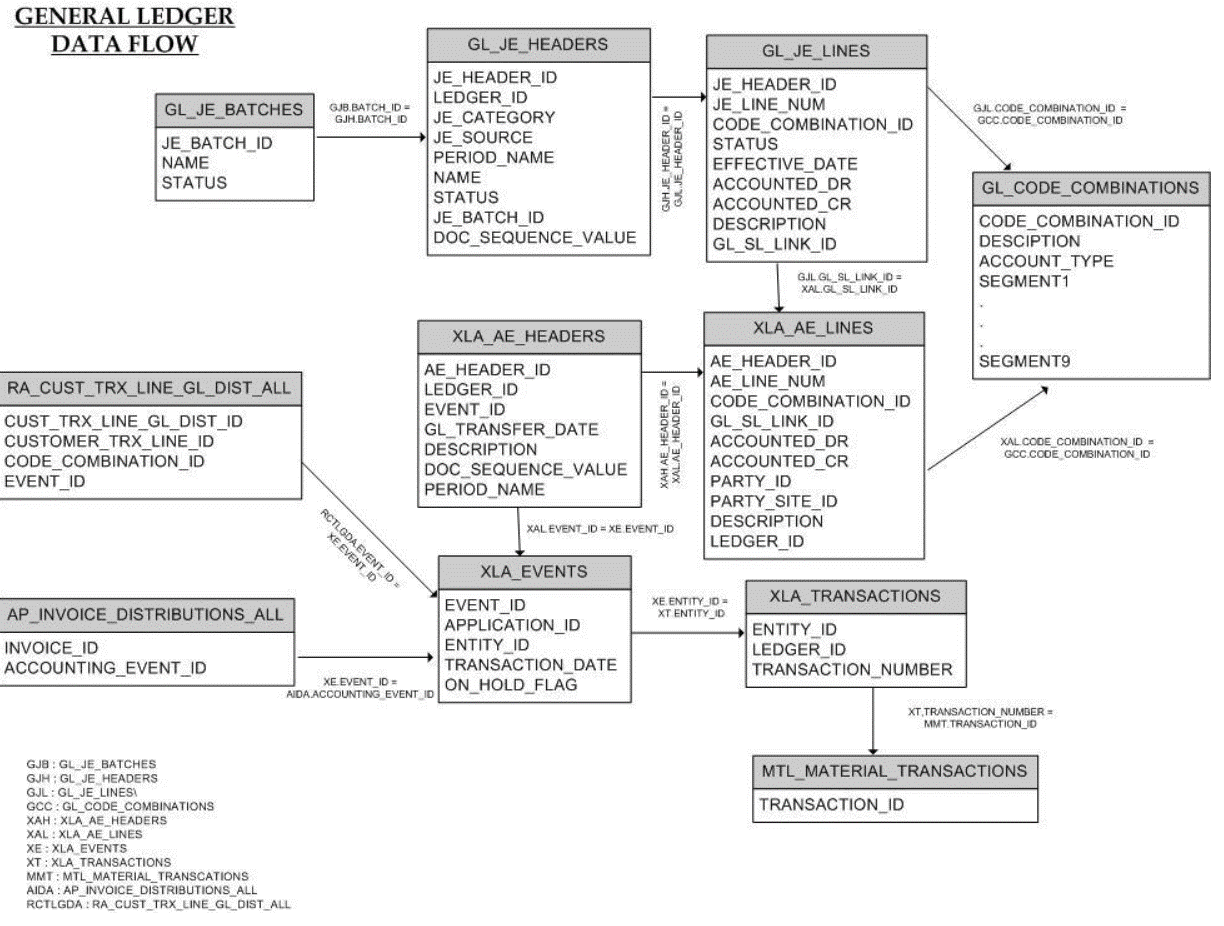 GENERAL LEDGER
DATA FLOW
GL_JE_BATCHES
JE_BATCH_ID
NAME
STATUS
GJB.BATCH_ID =
GJH.BATCH_ID
GL_JE_HEADERS
JE_HEADER_ID
LEDGER_ID
JE_CATEGORY
JE_SOURCE
PERIOD_NAME
NAME
STATUS
JE_BATCH_ID
DOC_SEQUENCE_VALUE
GJH.JE_HEADER_ID =
GJL.JE_HEADER_ID
GL_JE_LINES
JE_HEADER_ID
JE_LINE_NUM
CODE_COMBINATION_ID
STATUS
EFFECTIVE_DATE
ACCOUNTED_DR
ACCOUNTED_CR
DESCRIPTION
GL_SL_LINK_ID
GJL.CODE_COMBINATION_ID =
GCC.CODE_COMBINATION_ID
GL_CODE_COMBINATIONS
CODE_COMBINATION_ID
DESCIPTION
ACCOUNT_TYPE
SEGMENT1
.
.
.
SEGMENT9
GJL.GL_SL_LINK_ID =
XAL.GL_SL_LINK_ID
XLA_AE_HEADERS
AE_HEADER_ID
LEDGER_ID
EVENT_ID
GL_TRANSFER_DATE
DESCRIPTION
DOC_SEQUENCE_VALUE
PERIOD_NAME
XAH.AE_HEADER_ID =
XAL.AE_HEADER_ID
XLA_AE_LINES
AE_HEADER_ID
AE_LINE_NUM
CODE_COMBINATION_ID
GL_SL_LINK_ID
ACCOUNTED_DR
ACCOUNTED_CR
PARTY_ID
PARTY_SITE_ID
DESCRIPTION
LEDGER_ID
XAL.CODE_COMBINATION_ID =
GCC.CODE_COMBINATION_ID
RA_CUST_TRX_LINE_GL_DIST_ALL
CUST_TRX_LINE_GL_DIST_ID
CUSTOMER_TRX_LINE_ID
CODE_COMBINATION_ID
EVENT_ID
RCTLGDA.EVENT_ID =
XE.EVENT_ID
XAL.EVENT_ID = XE.EVENT_ID
AP_INVOICE_DISTRIBUTIONS_ALL
INVOICE_ID
ACCOUNTING_EVENT_ID
XE.EVENT_ID =
AIDA.ACCOUNTING_EVENT_ID
XLA_EVENTS
EVENT_ID
APPLICATION_ID
ENTITY_ID
TRANSACTION_DATE
ON_HOLD_FLAG
XE.ENTITY_ID =
XT.ENTITY_ID
XLA_TRANSACTIONS
ENTITY_ID
LEDGER_ID
TRANSACTION_NUMBER
XT,TRANSACTION_NUMBER =
MMT.TRANSACTION_ID
MTL_MATERIAL_TRANSACTIONS
TRANSACTION_ID
GJB : GL_JE_BATCHES
GJH : GL_JE_HEADERS
GJL : GL_JE_LINES\
GCC : GL_CODE_COMBINATIONS
XAH : XLA_AE_HEADERS
XAL : XLA_AE_LINES
XE : XLA_EVENTS
XT : XLA_TRANSACTIONS
MMT : MTL_MATERIAL_TRANSCATIONS
AIDA : AP_INVOICE_DISTRIBUTIONS_ALL
RCTLGDA : RA_CUST_TRX_LINE_GL_DIST_ALL